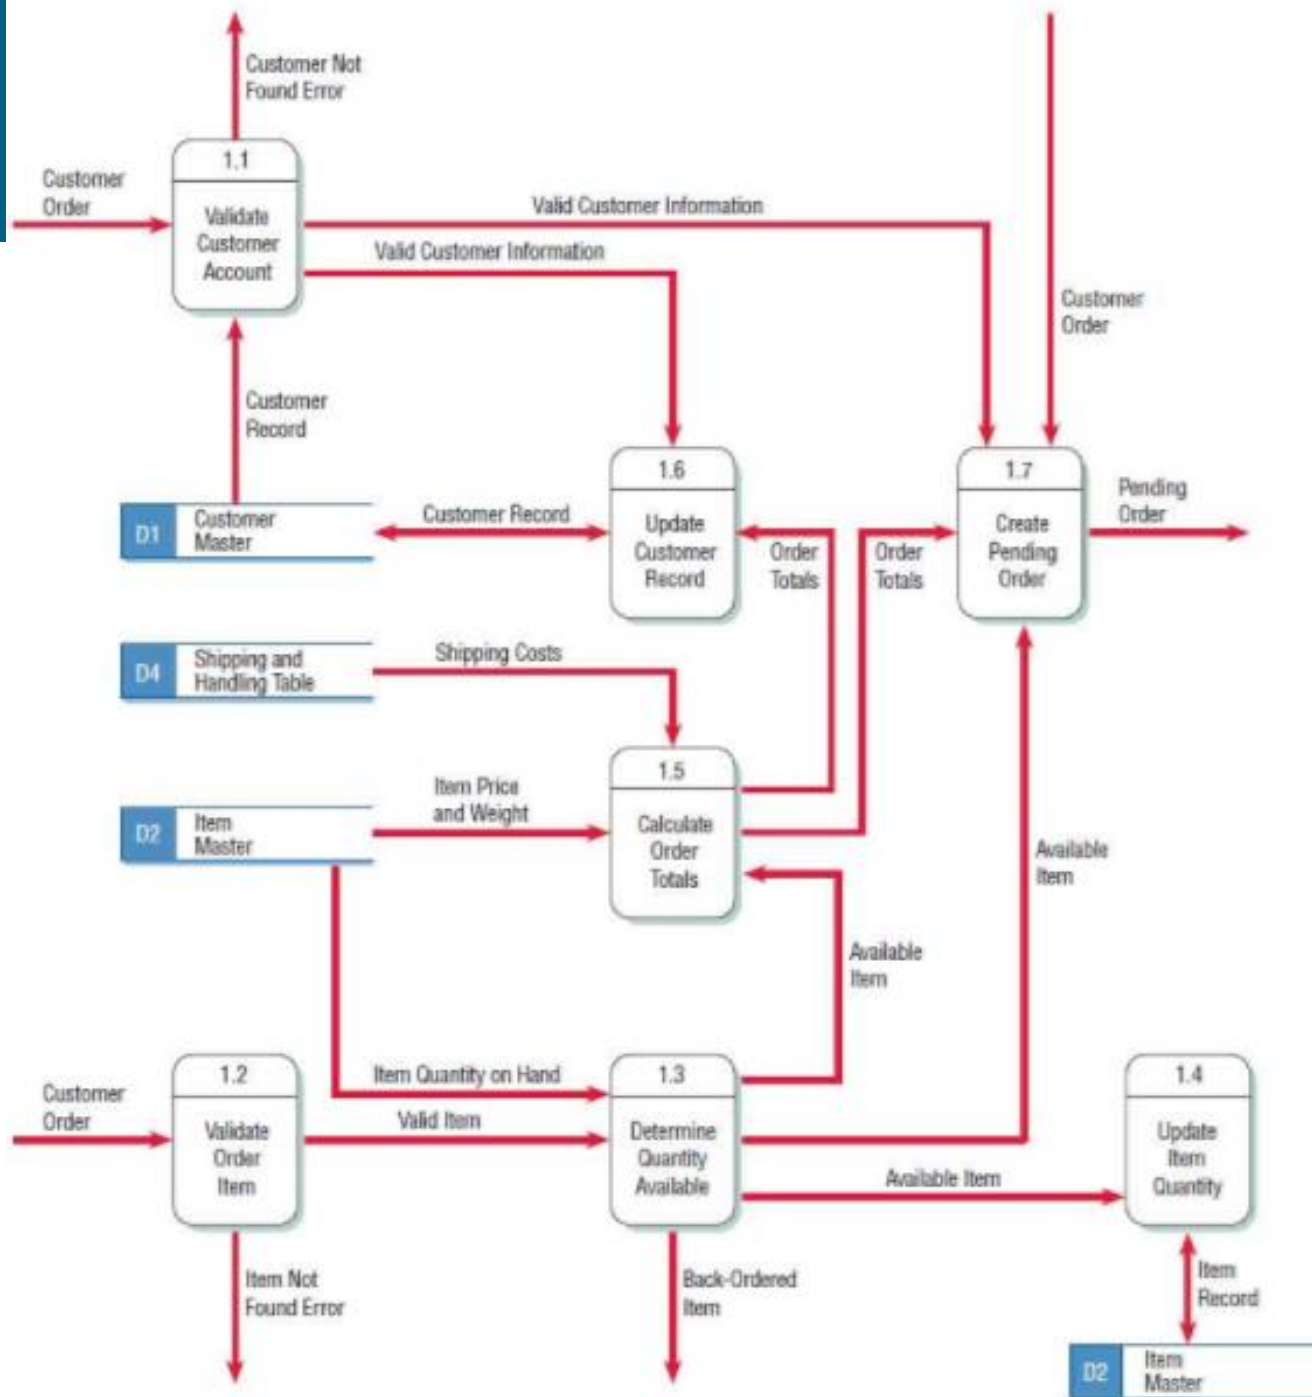 Customer Not
Found Error
1.1
Validate
Customer
Account
Customer
Order
Valid Customer Information
Valid Customer Information
Customer
Order
Customer
Record
D1
Customer
Master
Customer Record
1.6
Update
Customer
Record
Order
Totals
Order
Totals
1.7
Create
Pending
Order
Pending
Order
D4
Shipping and
Handling Table
Shipping Costs
D2
Item
Master
Item Price
and Weight
1.5
Calculate
Order
Totals
Available
Item
Available
Item
Customer
Order
1.2
Validate
Order
Item
Item Quantity on Hand
Valid Item
1.3
Determine
Quantity
Available
Available Item
1.4
Update
Item
Quantity
Item Not
Found Error
Back-Ordered
Item
Item
Record
D2
Item
Master